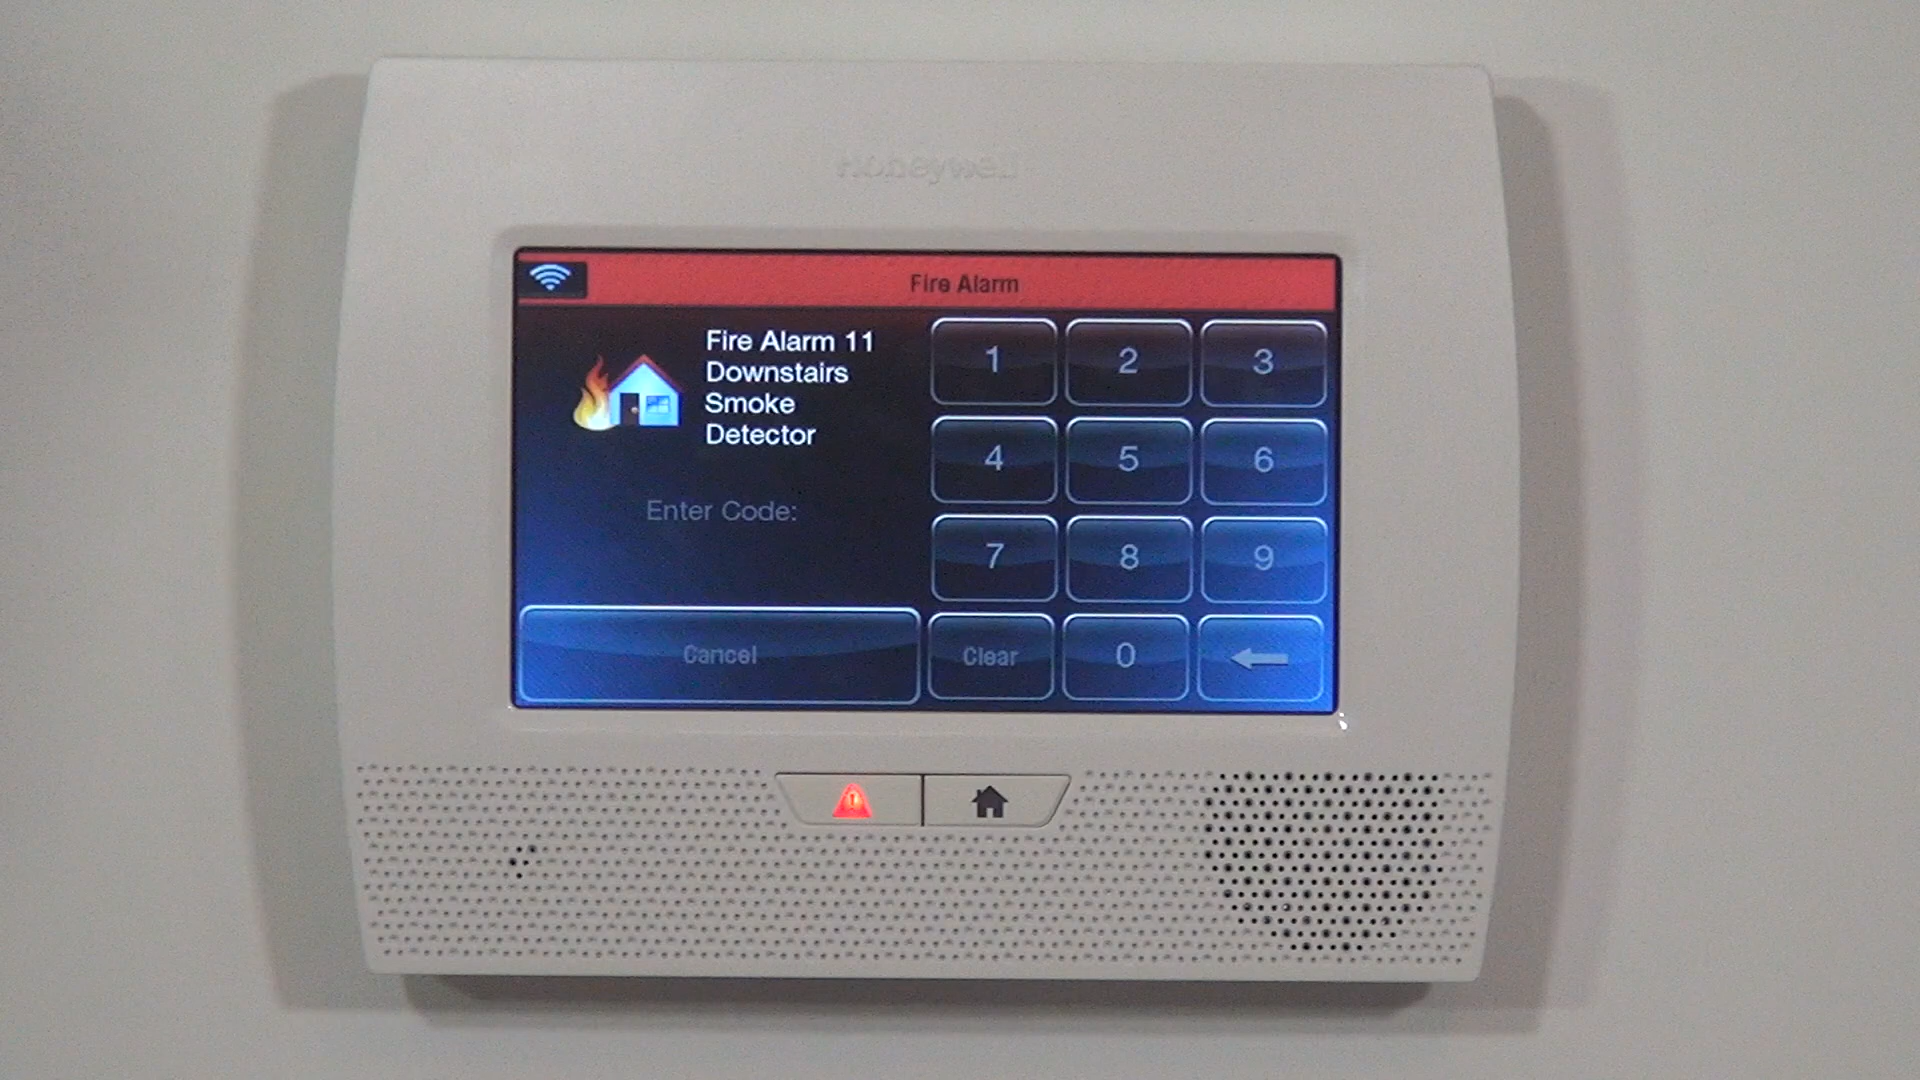 Honeywell
Fire Alarm
Fire Alarm 11
Downstairs
Smoke
Detector
Enter Code:
Cancel
1 2 3
4 5 6
7 8 9
Clear 0